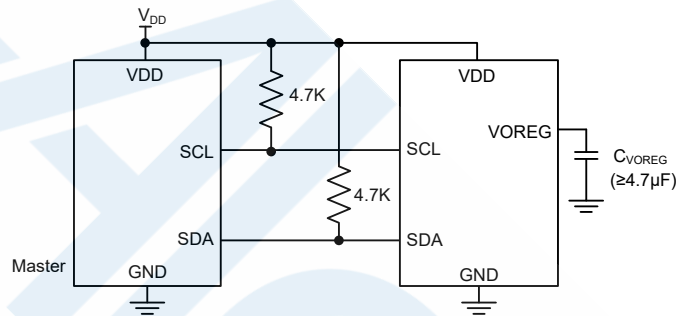 VDD
VDD
VDD
4.7K
VOREG
SCL
SCL
CVOREG
(≥4.7µF)
4.7K
SDA
SDA
Master
GND
GND